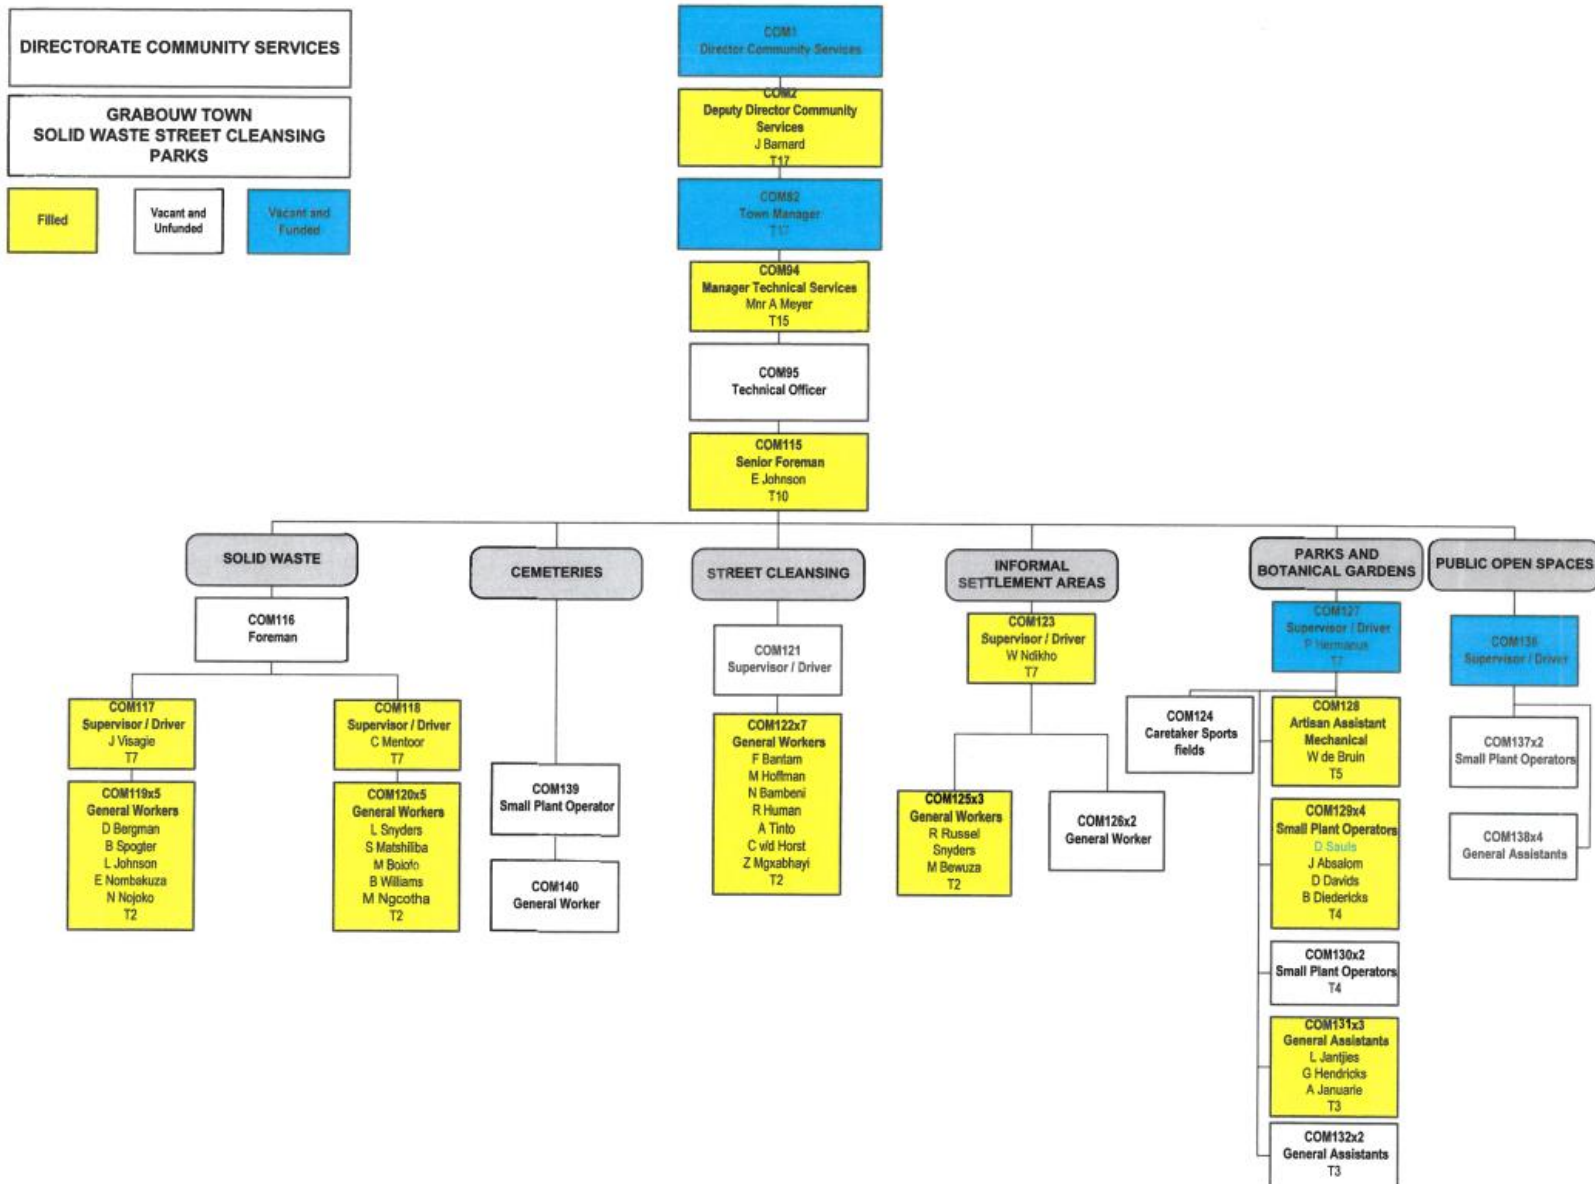 DIRECTORATE COMMUNITY SERVICES
GRABOUW TOWN
SOLID WASTE STREET CLEANSING
PARKS
Filled
Vacant and
Unfunded
Vacant and
Funded
COM1
Director Community Services
COM2
Deputy Director Community
Services
J Barnard
T17
COM82
Town Manager
T17
COM94
Manager Technical Services
Mnr A Meyer
T15
COM95
Technical Officer
COM115
Senior Foreman
E Johnson
T10
SOLID WASTE
COM116
Foreman
COM117
Supervisor / Driver
J Visagie
T7
COM119x5
General Workers
D Bergman
B Spogter
L Johnson
E Nombakuza
N Nojoko
T2
COM118
Supervisor / Driver
C Mentoor
T7
COM120x5
General Workers
L Snyders
S Matshiliba
M Bolofo
B Williams
M Ngcotha
T2
CEMETERIES
COM139
Small Plant Operator
COM140
General Worker
STREET CLEANSING
COM121
Supervisor / Driver
COM122x7
General Workers
F Bantam
M Hoffman
N Bambeni
R Human
A Tinto
C v/d Horst
Z Mgxabhayi
T2
INFORMAL
SETTLEMENT AREAS
COM123
Supervisor / Driver
W Ndikho
T7
COM125x3
General Workers
R Russel
Snyders
M Bewuza
T2
COM126x2
General Worker
PARKS AND
BOTANICAL GARDENS
COM127
Supervisor / Driver
P Hermanus
T7
COM124
Caretaker Sports
fields
COM128
Artisan Assistant
Mechanical
W de Bruin
T5
COM129x4
Small Plant Operators
D Sauls
J Absalom
D Davids
B Diedericks
T4
COM130x2
Small Plant Operators
T4
COM131x3
General Assistants
L Jantjies
G Hendricks
A Januarie
T3
COM132x2
General Assistants
T3
PUBLIC OPEN SPACES
COM136
Supervisor / Driver
COM137x2
Small Plant Operators
COM138x4
General Assistants